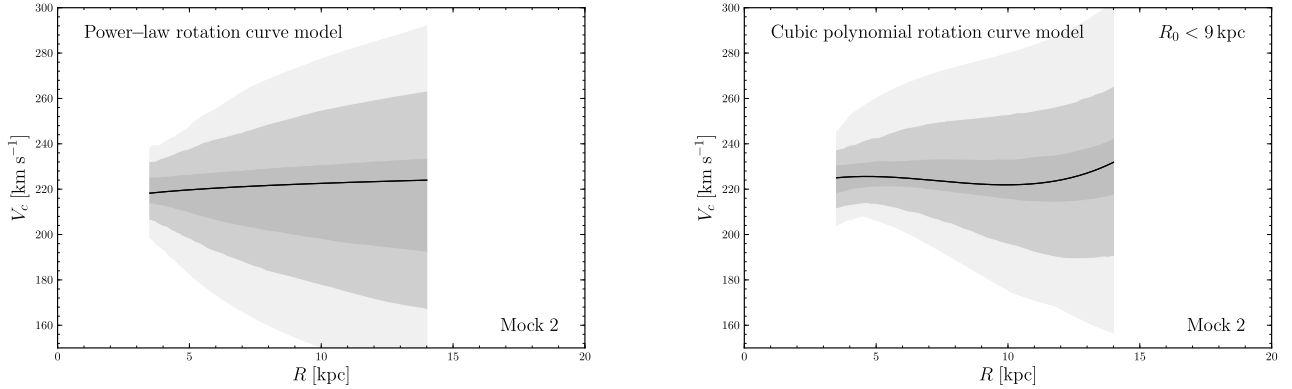 Power–law rotation curve model
300
280
260
240
220
200
180
160
V_c [km s^−1]
0 5 10 15 20
R [kpc]
Mock 2
Cubic polynomial rotation curve model R_0 < 9 kpc
300
280
260
240
220
200
180
160
V_c [km s^−1]
0 5 10 15 20
R [kpc]
Mock 2